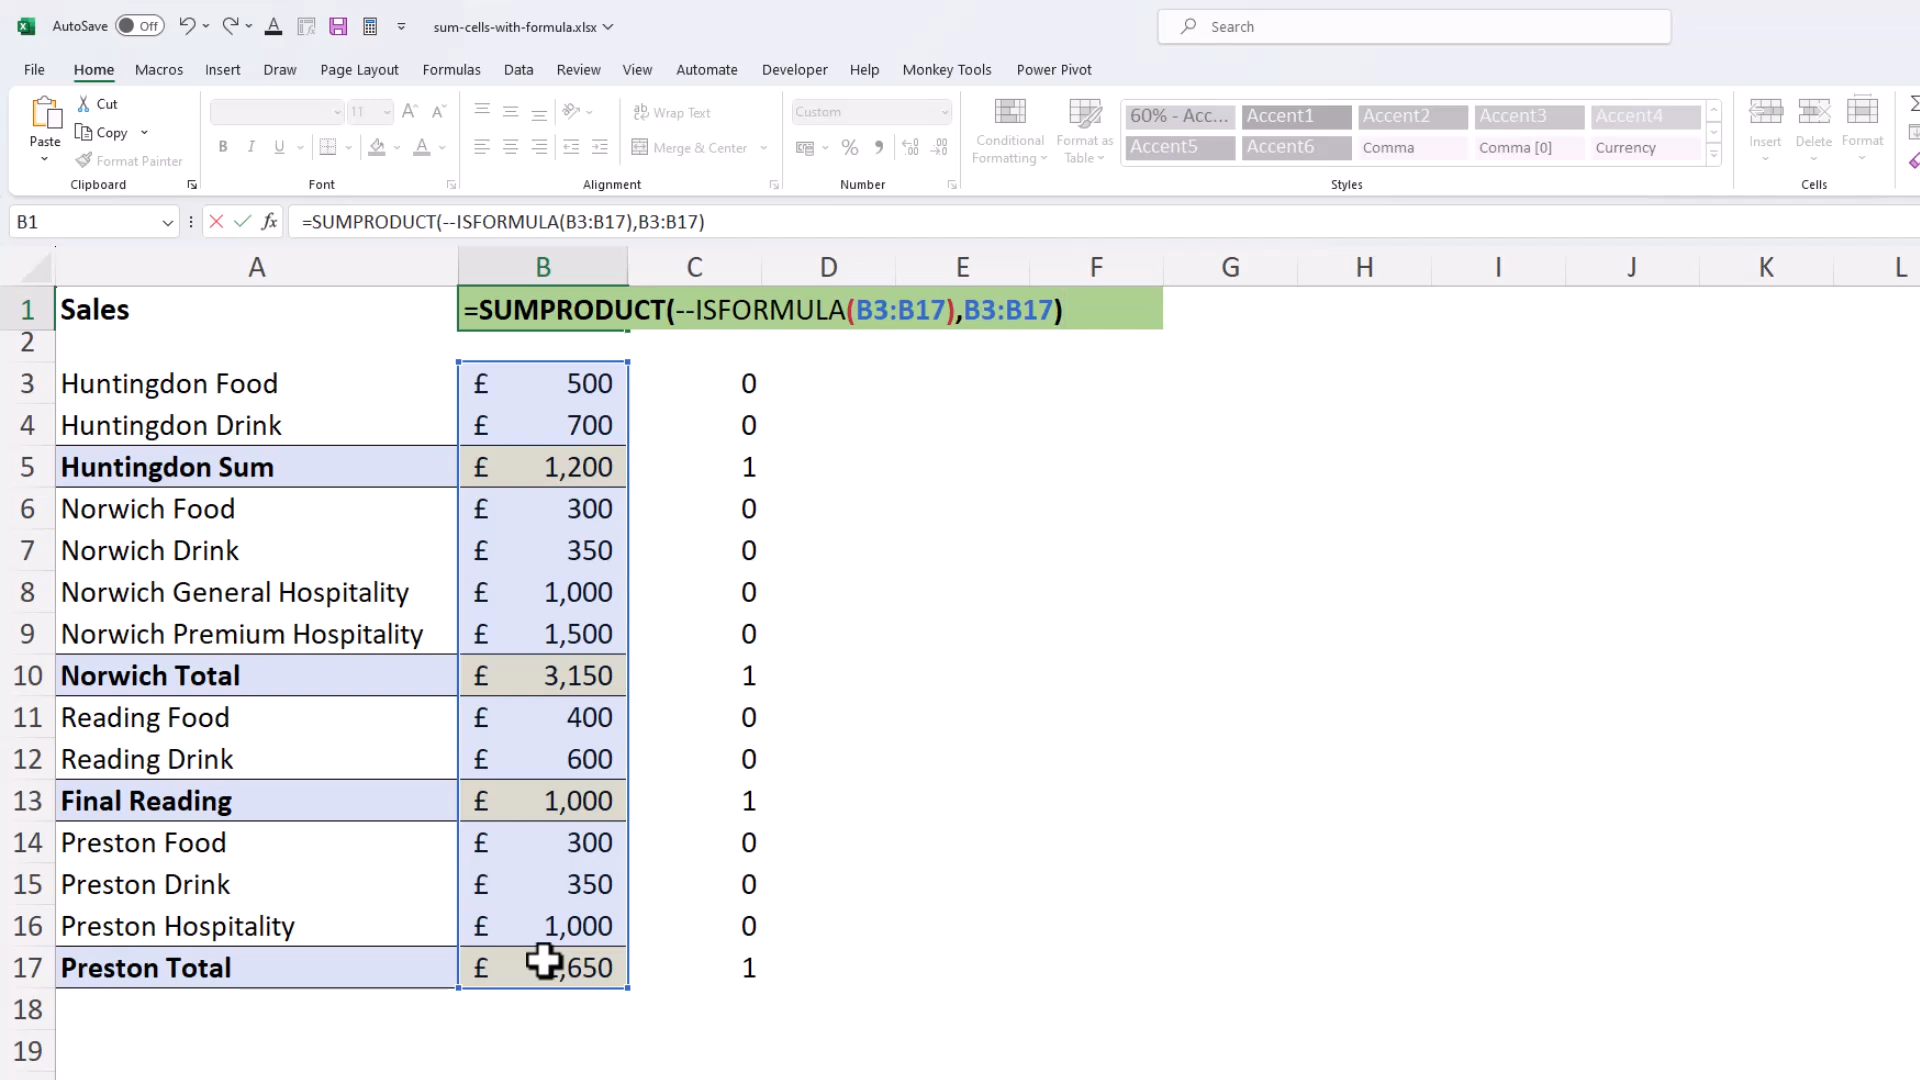 AutoSave Off sum-cells-with-formula.xlsx Search
File Home Macros Insert Draw Page Layout Formulas Data Review View Automate Developer Help Monkey Tools Power Pivot
Paste Cut Copy Format Painter
Clipboard
11
B I U A
Font
ab Wrap Text
Merge & Center
Alignment
Custom
%
Number
Conditional Formatting Format as Table
60% - Acc... Accent1 Accent2 Accent3 Accent4
Accent5 Accent6 Comma Comma [0] Currency
Styles
Insert Delete Format
Cells
B1 fx =SUMPRODUCT(--ISFORMULA(B3:B17),B3:B17)
A B C D E F G H I J K L
1 Sales =SUMPRODUCT(--ISFORMULA(B3:B17),B3:B17)
2
3 Huntingdon Food £ 500 0
4 Huntingdon Drink £ 700 0
5 Huntingdon Sum £ 1,200 1
6 Norwich Food £ 300 0
7 Norwich Drink £ 350 0
8 Norwich General Hospitality £ 1,000 0
9 Norwich Premium Hospitality £ 1,500 0
10 Norwich Total £ 3,150 1
11 Reading Food £ 400 0
12 Reading Drink £ 600 0
13 Final Reading £ 1,000 1
14 Preston Food £ 300 0
15 Preston Drink £ 350 0
16 Preston Hospitality £ 1,000 0
17 Preston Total £ ,650 1
18
19